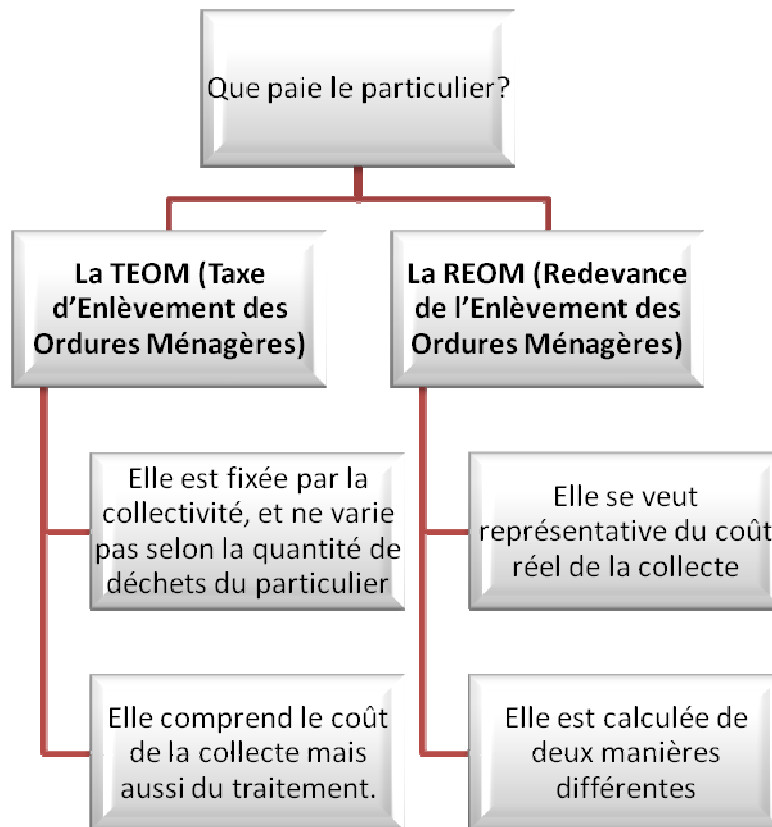 Que paie le particulier?
La TEOM (Taxe
d’Enlèvement des
Ordures Ménagères)
Elle est fixée par la
collectivité, et ne varie
pas selon la quantité de
déchets du particulier
Elle comprend le coût
de la collecte mais
aussi du traitement.
La REOM (Redevance
de l’Enlèvement des
Ordures Ménagères)
Elle se veut
représentative du coût
réel de la collecte
Elle est calculée de
deux manières
différentes